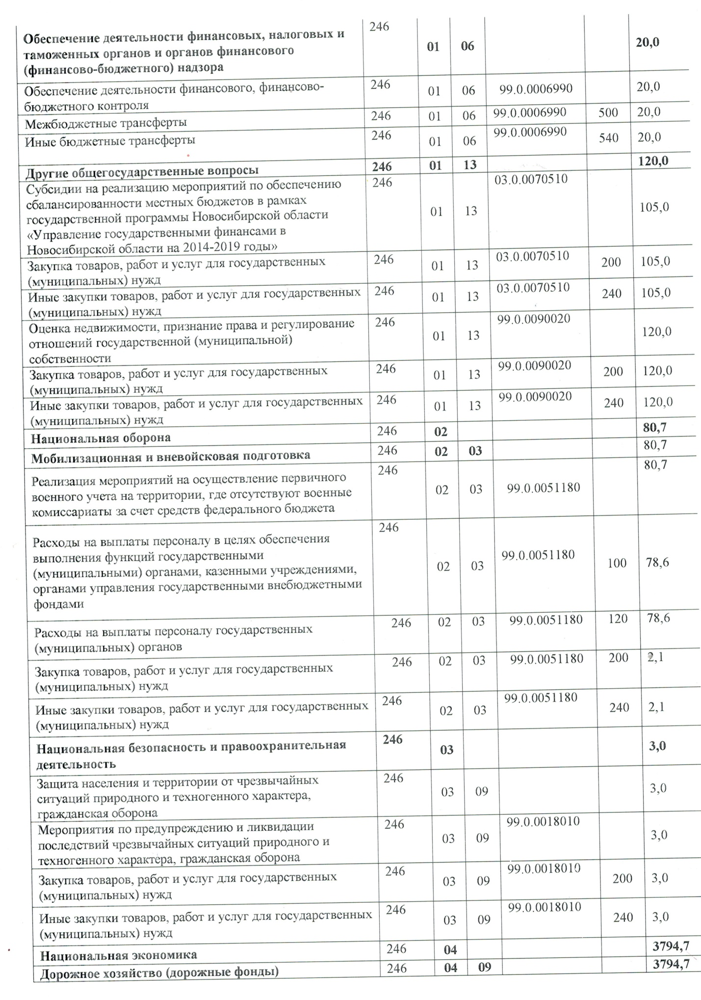 Обеспечение деятельности финансовых, налоговых и
таможенных органов и органов финансового
(финансово-бюджетного) надзора
246 01 06 20,0
Обеспечение деятельности финансового, финансово-
бюджетного контроля
246 01 06 99.0.0006990 20,0
Межбюджетные трансферты 246 01 06 99.0.0006990 500 20,0
Иные бюджетные трансферты 246 01 06 99.0.0006990 540 20,0
Другие общегосударственные вопросы 246 01 13 120,0
Субсидии на реализацию мероприятий по обеспечению
сбалансированности местных бюджетов в рамках
государственной программы Новосибирской области
«Управление государственными финансами в
Новосибирской области на 2014-2019 годы»
246 01 13 03.0.0070510 105,0
Закупка товаров, работ и услуг для государственных
(муниципальных) нужд
246 01 13 03.0.0070510 200 105,0
Иные закупки товаров, работ и услуг для государственных
(муниципальных) нужд
246 01 13 03.0.0070510 240 105,0
Оценка недвижимости, признание права и регулирование
отношений государственной (муниципальной)
собственности
246 01 13 99.0.0090020 120,0
Закупка товаров, работ и услуг для государственных
(муниципальных) нужд
246 01 13 99.0.0090020 200 120,0
Иные закупки товаров, работ и услуг для государственных
(муниципальных) нужд
246 01 13 99.0.0090020 240 120,0
Национальная оборона 246 02 80,7
Мобилизационная и вневойсковая подготовка 246 02 03 80,7
Реализация мероприятий на осуществление первичного
военного учета на территории, где отсутствуют военные
комиссариаты за счет средств федерального бюджета
246 02 03 99.0.0051180 80,7
Расходы на выплаты персоналу в целях обеспечения
выполнения функций государственными
(муниципальными) органами, казенными учреждениями,
органами управления государственными внебюджетными
фондами
246 02 03 99.0.0051180 100 78,6
Расходы на выплаты персоналу государственных
(муниципальных) органов
246 02 03 99.0.0051180 120 78,6
Закупка товаров, работ и услуг для государственных
(муниципальных) нужд
246 02 03 99.0.0051180 200 2,1
Иные закупки товаров, работ и услуг для государственных
(муниципальных) нужд
246 02 03 99.0.0051180 240 2,1
Национальная безопасность и правоохранительная
деятельность
246 03 3,0
Защита населения и территории от чрезвычайных
ситуаций природного и техногенного характера,
гражданская оборона
246 03 09 3,0
Мероприятия по предупреждению и ликвидации
последствий чрезвычайных ситуаций природного и
техногенного характера, гражданская оборона
246 03 09 99.0.0018010 3,0
Закупка товаров, работ и услуг для государственных
(муниципальных) нужд
246 03 09 99.0.0018010 200 3,0
Иные закупки товаров, работ и услуг для государственных
(муниципальных) нужд
246 03 09 99.0.0018010 240 3,0
Национальная экономика 246 04 3794,7
Дорожное хозяйство (дорожные фонды) 246 04 09 3794,7